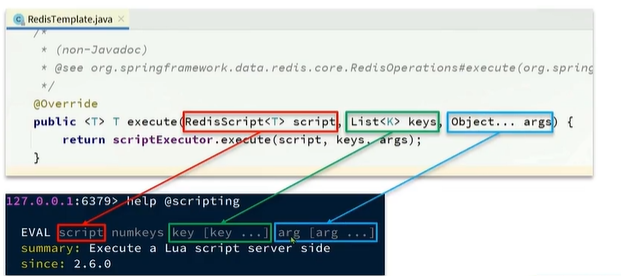 RedisTemplate.java ×
/*
* (non-Javadoc)
* @see org.springframework.data.redis.core.RedisOperations#execute(org.spring
*/
@Override
public <T> T execute(RedisScript<T> script, List<K> keys, Object... args) {
return scriptExecutor.execute(script, keys, args);
}
127.0.0.1:6379> help @scripting
EVAL script numkeys key [key ...] arg [arg ...]
summary: Execute a Lua script server side
since: 2.6.0